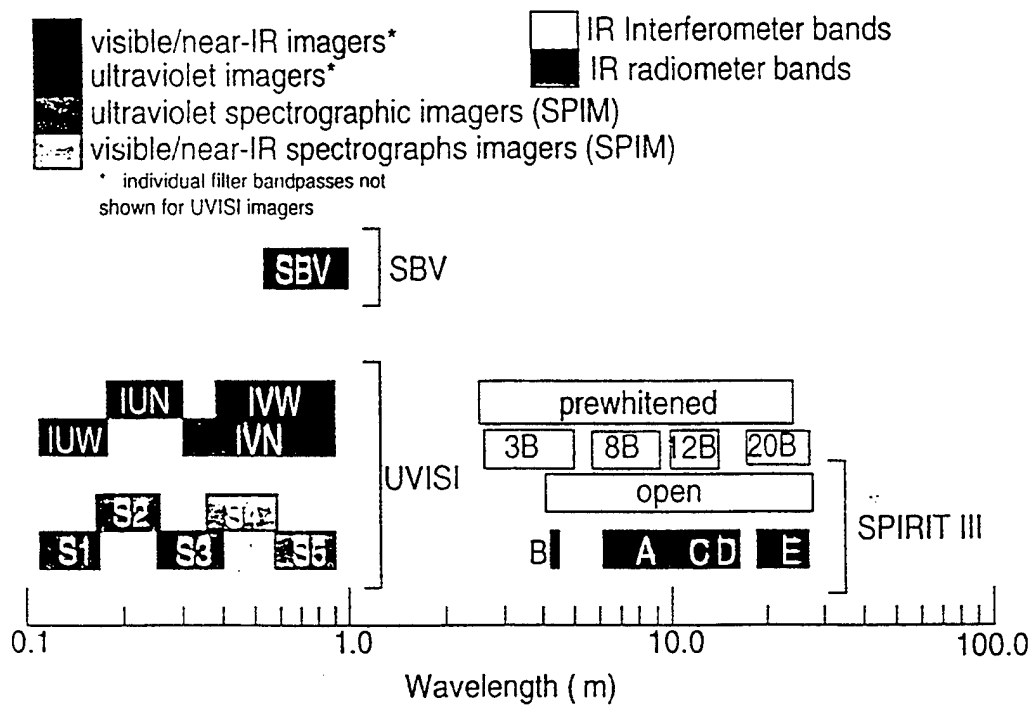 visible/near-IR imagers*
ultraviolet imagers*
ultraviolet spectrographic imagers (SPIM)
visible/near-IR spectrographs imagers (SPIM)
* individual filter bandpasses not
shown for UVISI imagers
IR Interferometer bands
IR radiometer bands
SBV
SBV
IUN
IVW
IUW
IVN
UVISI
S2
S4
S1
S3
S5
prewhitened
3B
8B
12B
20B
open
B
A
C
D
E
SPIRIT III
0.1
1.0
10.0
100.0
Wavelength ( m)